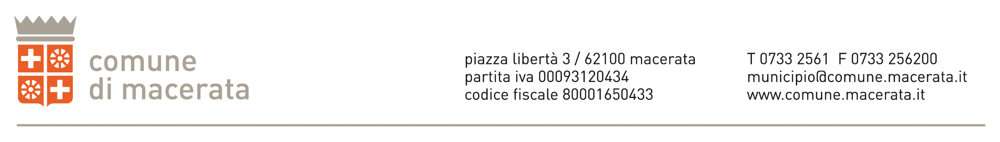 comune
di macerata
piazza libertà 3 / 62100 macerata
partita iva 00093120434
codice fiscale 80001650433
T 0733 2561 F 0733 256200
municipio@comune.macerata.it
www.comune.macerata.it